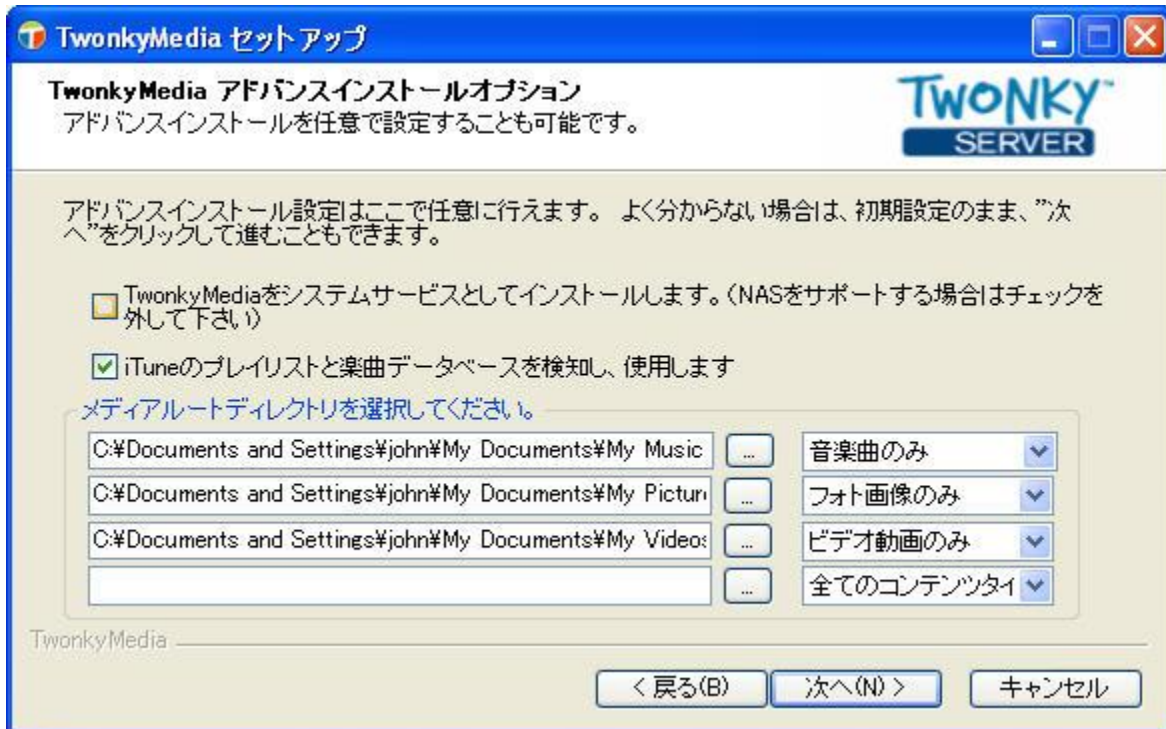 TwonkyMedia セットアップ
TwonkyMedia アドバンスインストールオプション
アドバンスインストールを任意で設定することも可能です。
TWONKY™
SERVER
アドバンスインストール設定はここで任意に行えます。 よく分からない場合は、初期設定のまま、”次
へ”をクリックして進むこともできます。
TwonkyMediaをシステムサービスとしてインストールします。(NASをサポートする場合はチェックを
外して下さい)
iTuneのプレイリストと楽曲データベースを検知し、使用します
メディアルートディレクトリを選択してください。
C:¥Documents and Settings¥john¥My Documents¥My Music ... 音楽曲のみ
C:¥Documents and Settings¥john¥My Documents¥My Pictur ... フォト画像のみ
C:¥Documents and Settings¥john¥My Documents¥My Videos ... ビデオ動画のみ
... 全てのコンテンツタイ
TwonkyMedia
< 戻る(B) 次へ(N) > キャンセル